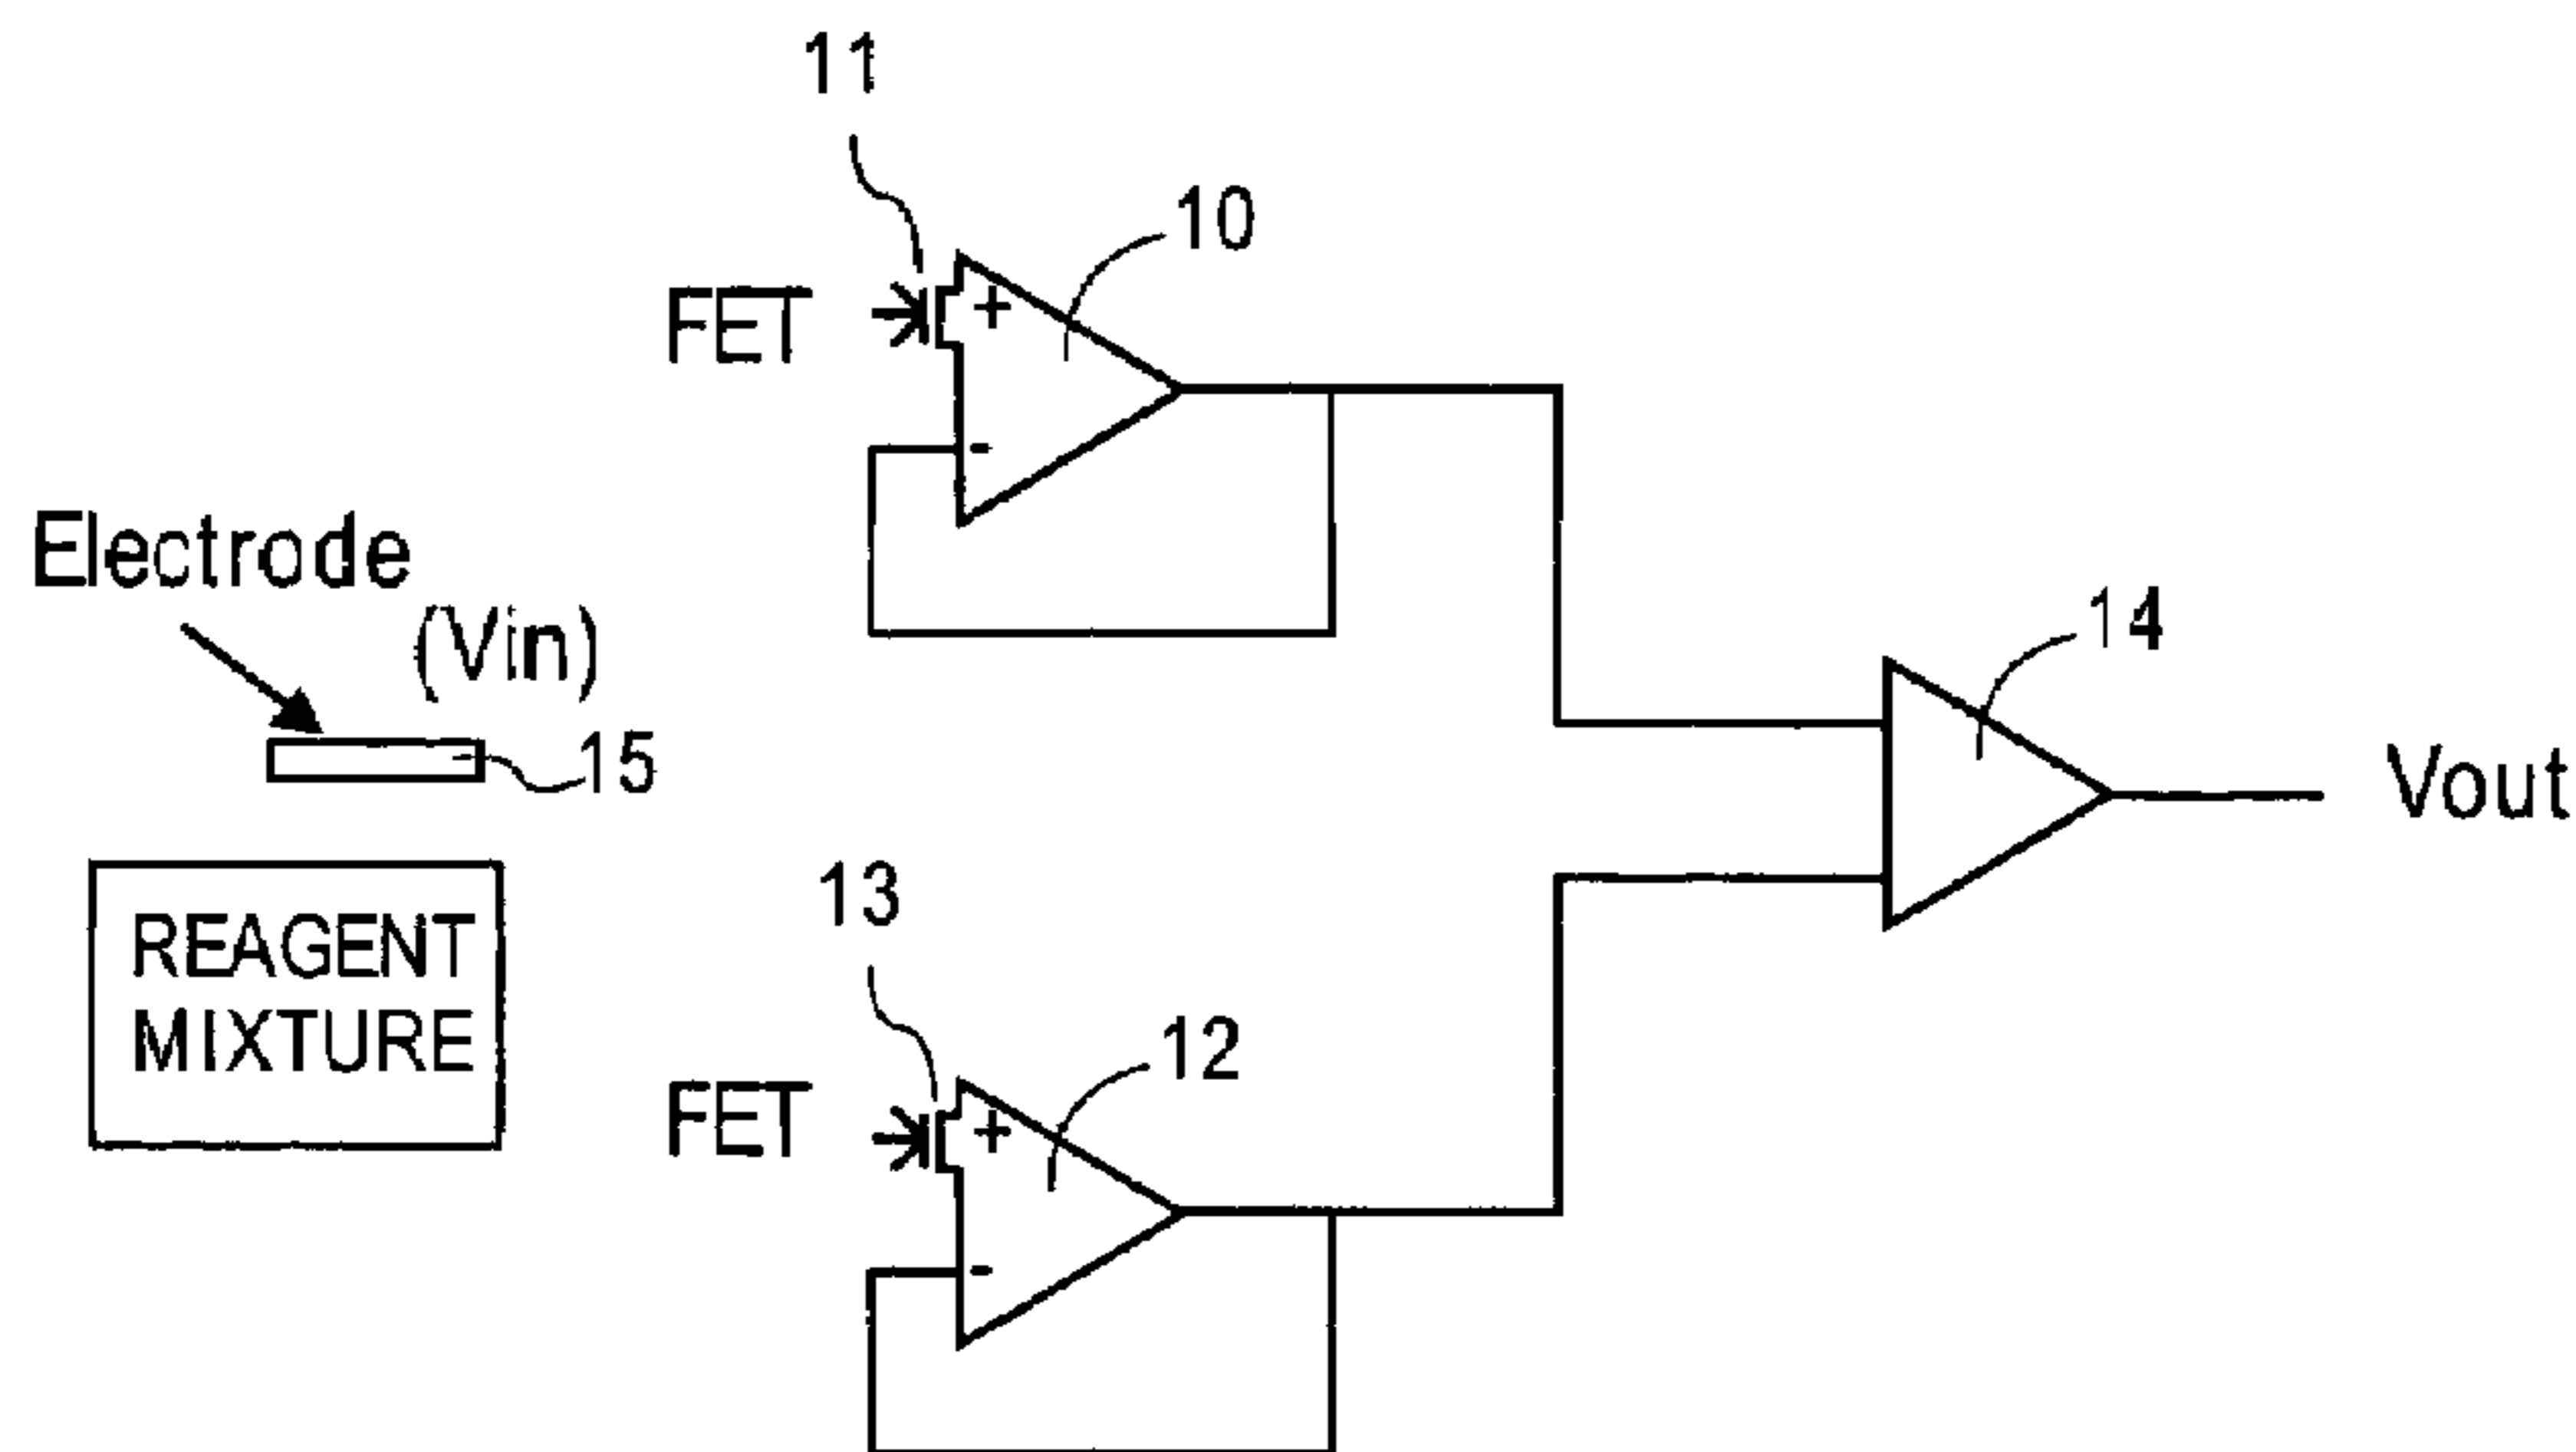 11
10
FET
+
-
Electrode
(Vin)
15
14
Vout
REAGENT
MIXTURE
13
12
FET
+
-